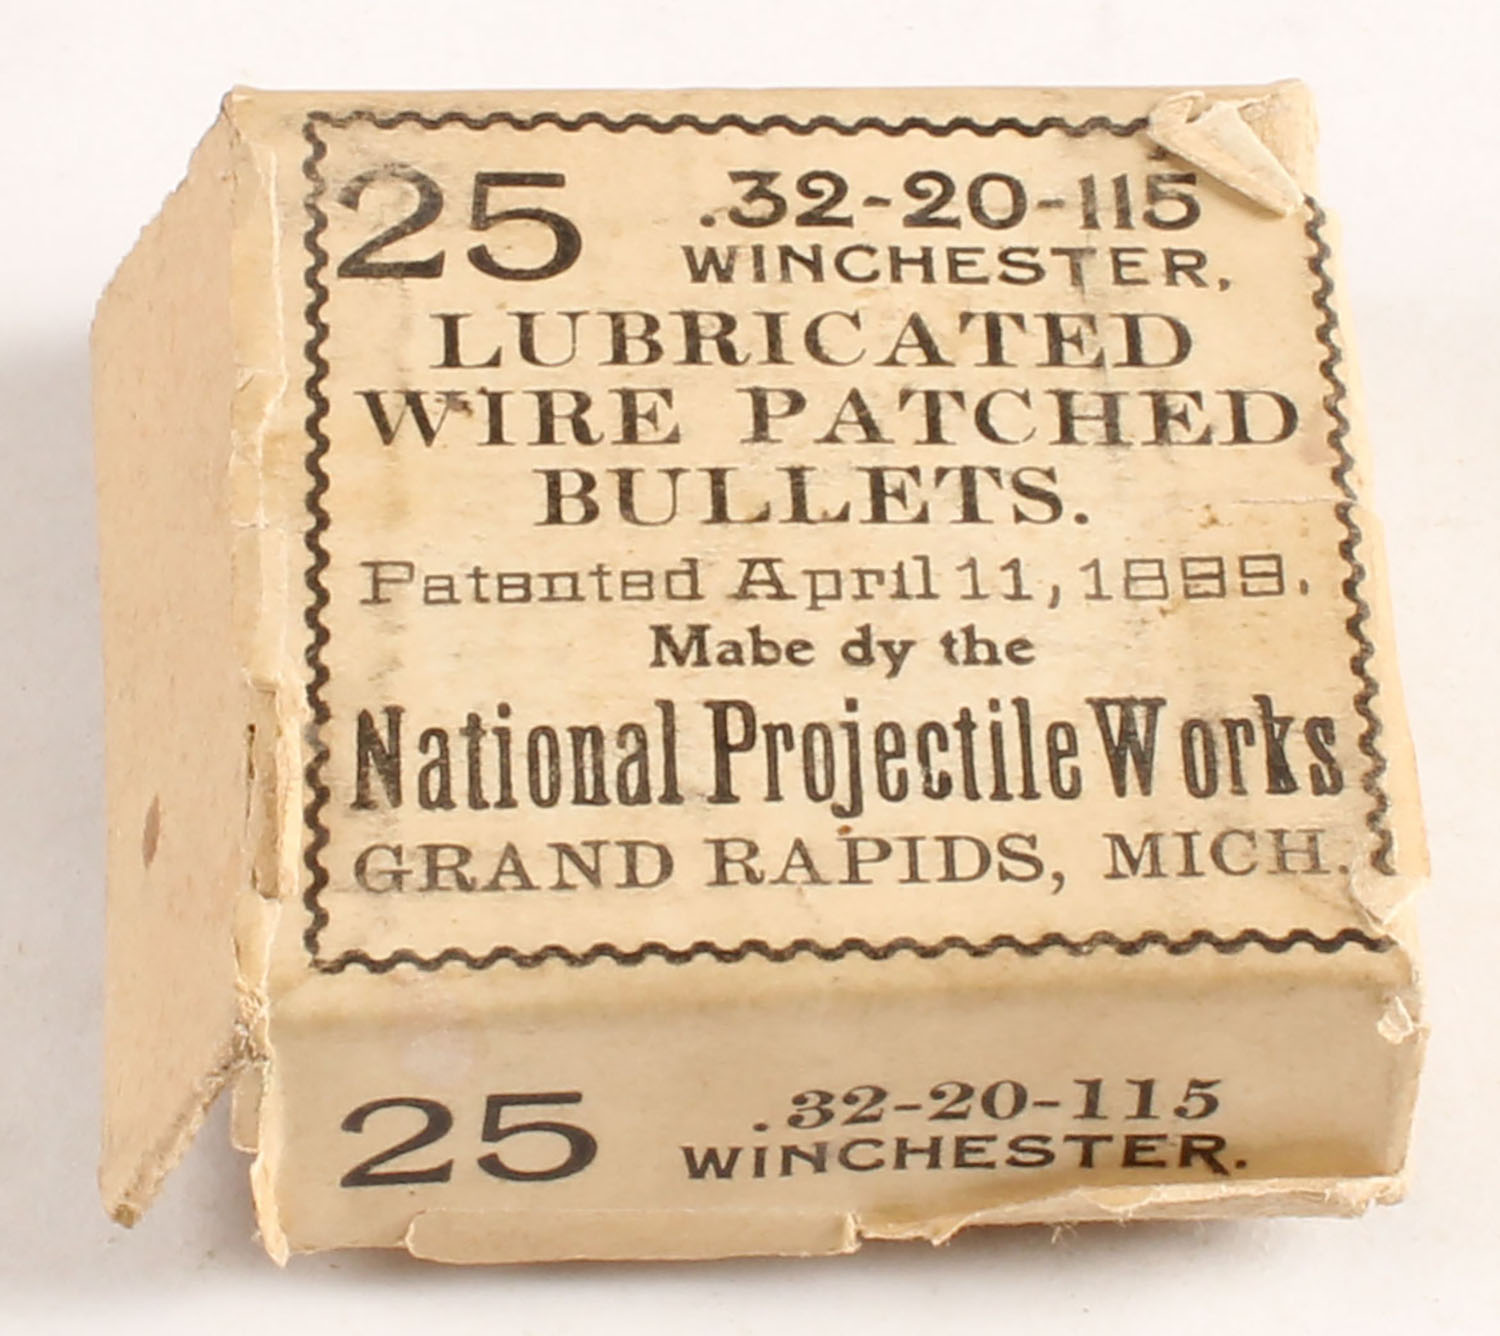 25 .32-20-115
WINCHESTER,
LUBRICATED
WIRE PATCHED
BULLETS.
Patented April 11, 1899.
Mabe dy the
National Projectile Works
GRAND RAPIDS, MICH.
25 .32-20-115
WINCHESTER.